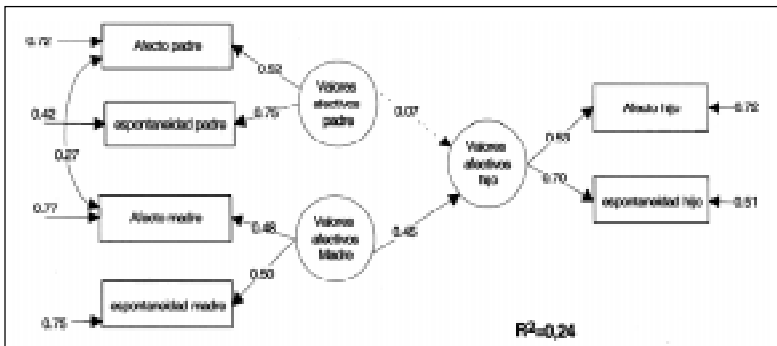 0.72
Afecto padre
0.52
Valores
afectivos
padre
0.42
espontaneidad padre
0.75
0.07
0.27
Valores
afectivos
hijo
Afecto hijo
0.72
0.53
0.70
espontaneidad hijo
0.51
0.77
Afecto madre
0.48
Valores
afectivos
Madre
0.45
0.50
espontaneidad madre
0.75
R²=0,24